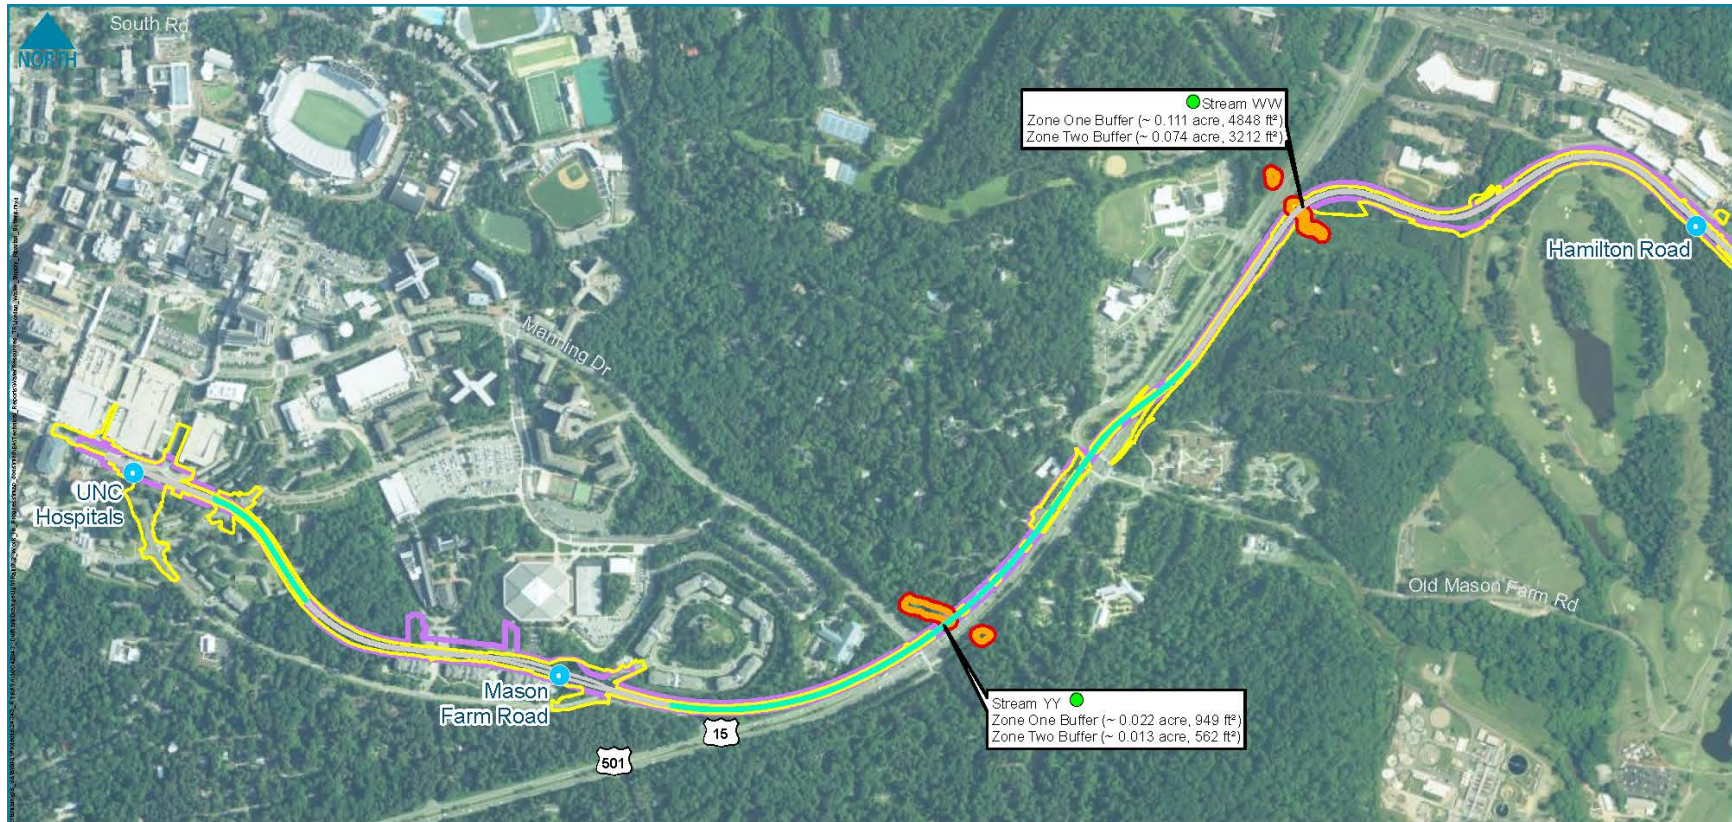 South Rd
NORTH
Stream WW
Zone One Buffer (~ 0.111 acre, 4848 ft²)
Zone Two Buffer (~ 0.074 acre, 3212 ft²)
Hamilton Road
Manning Dr
UNC
Hospitals
Old Mason Farm Rd
Mason
Farm Road
Stream YY
Zone One Buffer (~ 0.022 acre, 949 ft²)
Zone Two Buffer (~ 0.013 acre, 562 ft²)
15
501